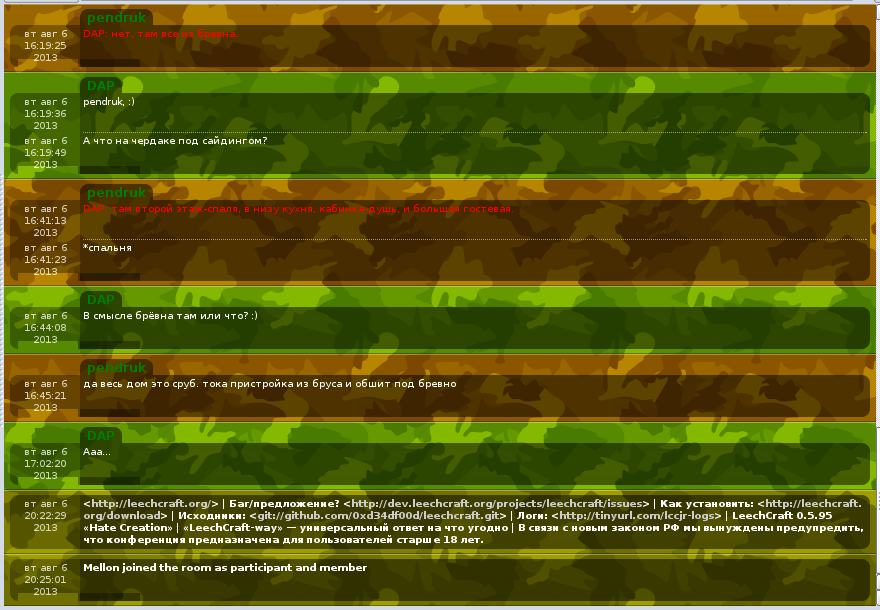 pendruk
вт авг 6
16:19:25
2013
DAP: нет, там все из бревна.
DAP
вт авг 6
16:19:36
2013
pendruk, :)
вт авг 6
16:19:49
2013
А что на чердаке под сайдингом?
pendruk
вт авг 6
16:41:13
2013
DAP: там второй этаж-спаля, в низу кухня, кабинка душь, и большая гостевая.
вт авг 6
16:41:23
2013
*спальня
DAP
вт авг 6
16:44:08
2013
В смысле брёвна там или что? :)
pendruk
вт авг 6
16:45:21
2013
да весь дом это сруб. тока пристройка из бруса и обшит под бревно
DAP
вт авг 6
17:02:20
2013
Ааа...
вт авг 6
20:22:29
2013
<http://leechcraft.org/> | Баг/предложение? <http://dev.leechcraft.org/projects/leechcraft/issues> | Как установить: <http://leechcraft.
org/download> | Исходники: <git://github.com/0xd34df00d/leechcraft.git> | Логи: <http://tinyurl.com/lccjr-logs> | LeechCraft 0.5.95
«Hate Creation» | «LeechCraft-way» — универсальный ответ на что угодно | В связи с новым законом РФ мы вынуждены предупредить,
что конференция предназначена для пользователей старше 18 лет.
вт авг 6
20:25:01
2013
Mellon joined the room as participant and member